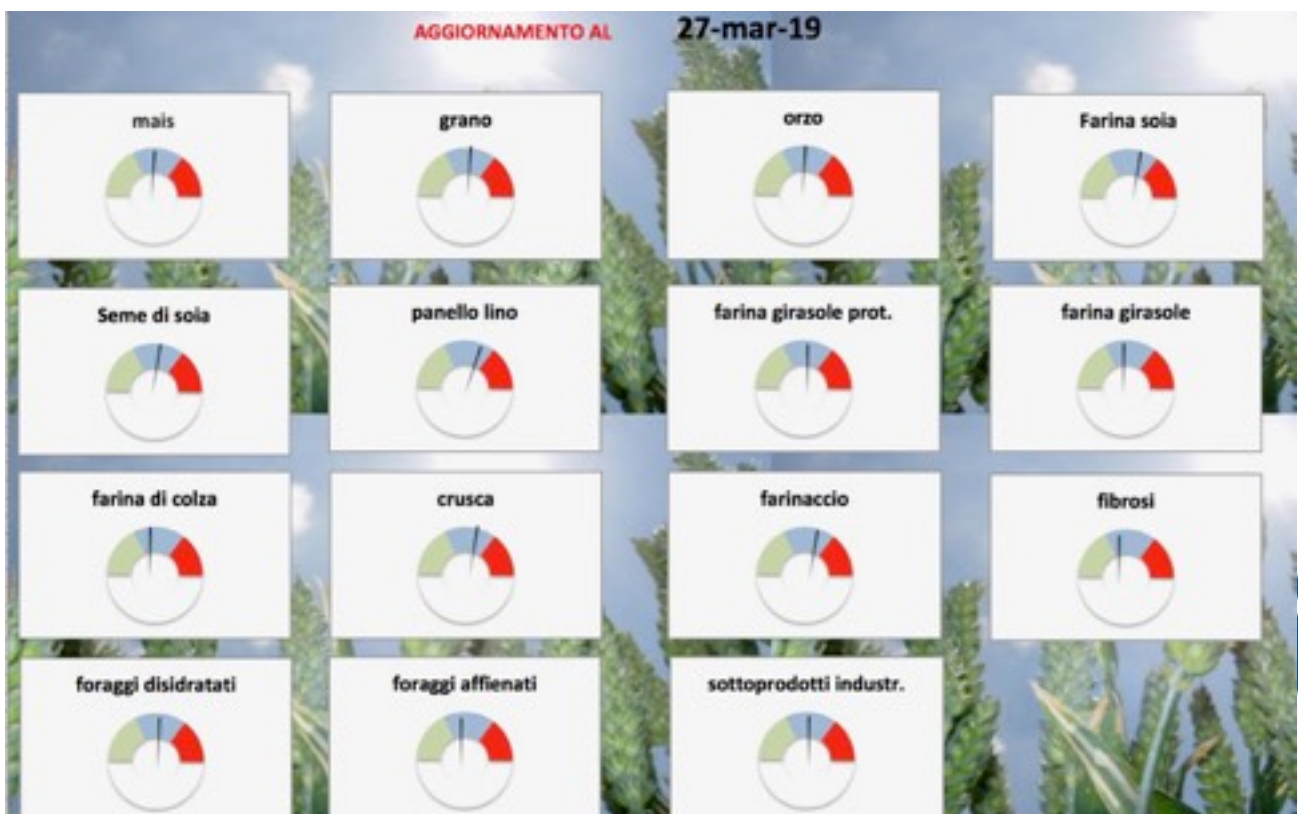 AGGIORNAMENTO AL 27-mar-19
mais
grano
orzo
Farina soia
Seme di soia
panello lino
farina girasole prot.
farina girasole
farina di colza
crusca
farinaccio
fibrosi
foraggi disidratati
foraggi affienati
sottoprodotti industr.